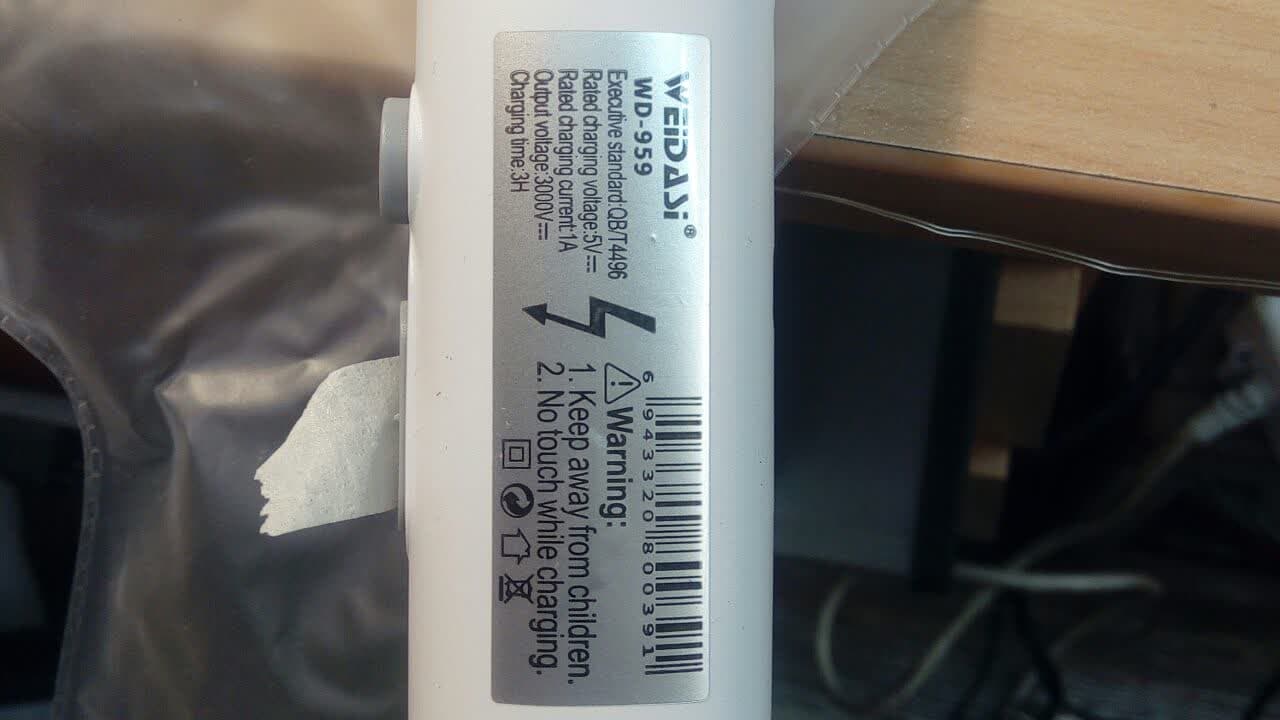 WEIDASi®
WD-959
Executive standard:QB/T4496
Rated charging voltage:5V⎓
Rated charging current:1A
Output voltage:3000V⎓
Charging time:3H
6 943320 800391
Warning:
1. Keep away from children.
2. No touch while charging.